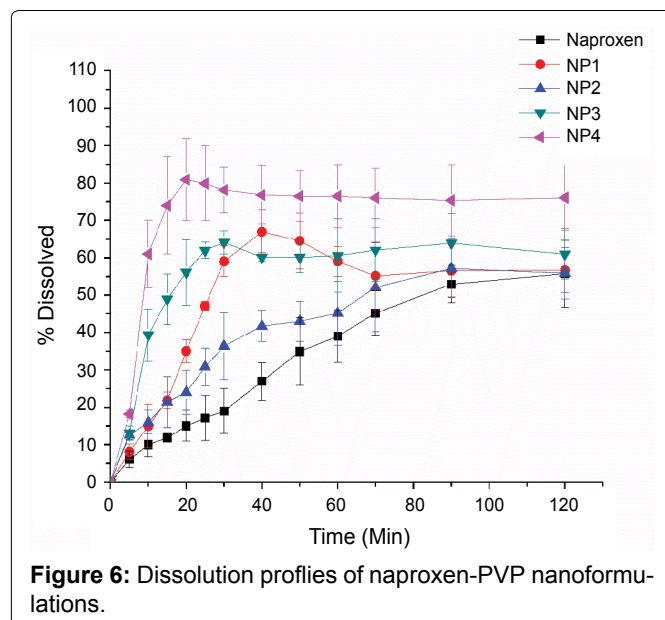 Naproxen
NP1
NP2
NP3
NP4
110
100
90
80
70
60
50
40
30
20
10
0
% Dissolved
0 20 40 60 80 100 120
Time (Min)
Figure 6: Dissolution proflies of naproxen-PVP nanoformu-
lations.